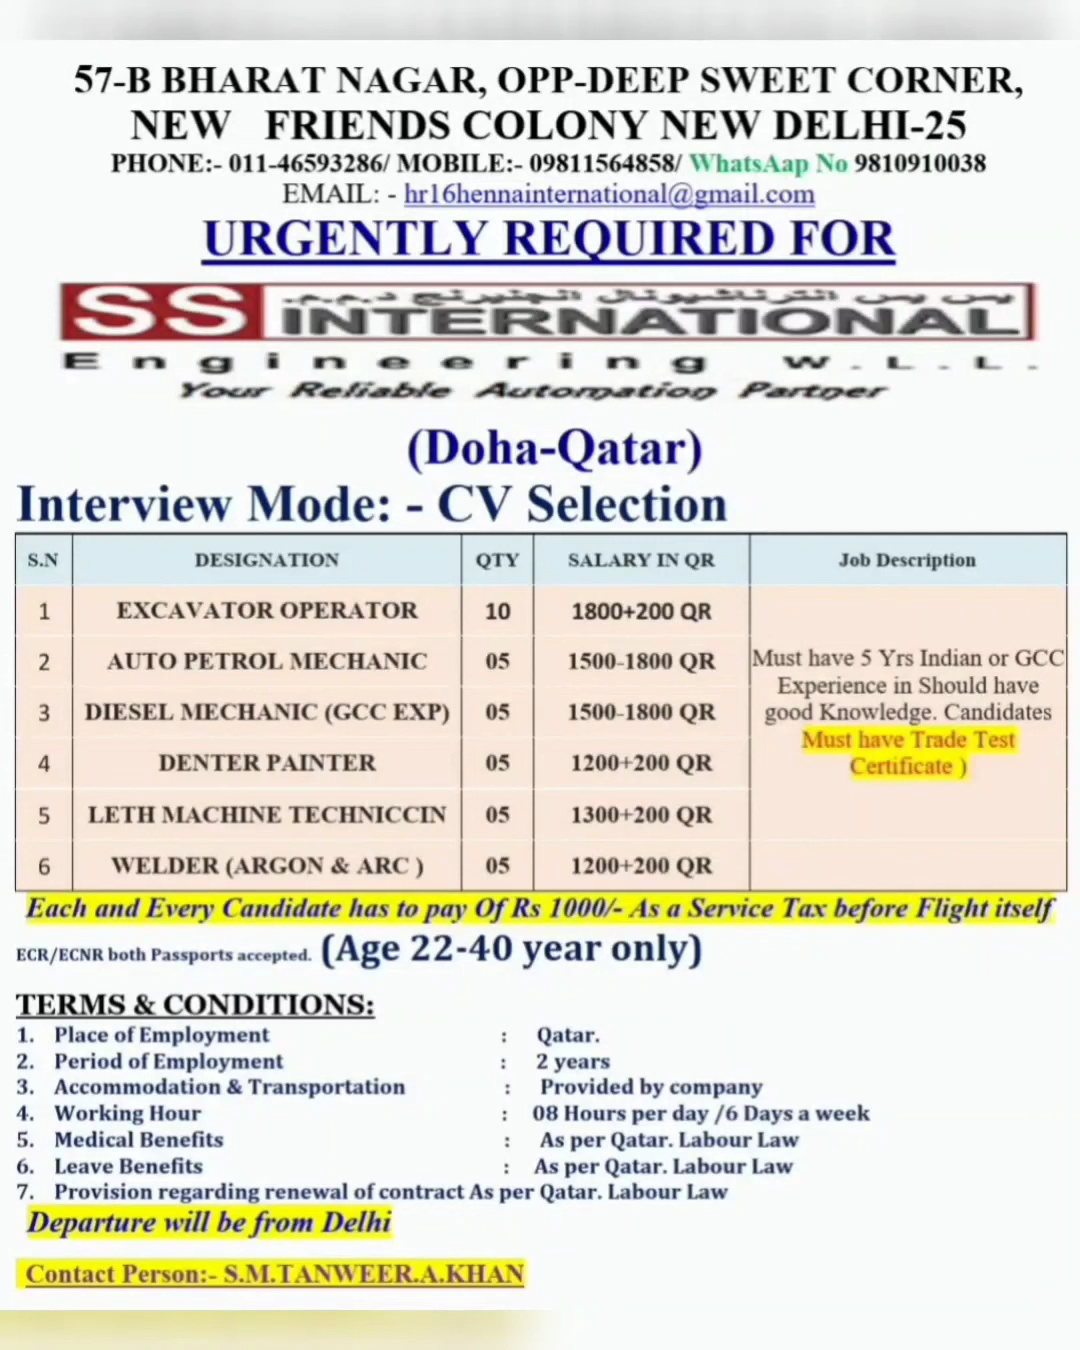 57-B BHARAT NAGAR, OPP-DEEP SWEET CORNER,
NEW FRIENDS COLONY NEW DELHI-25
PHONE:- 011-46593286/ MOBILE:- 09811564858/ WhatsAap No 9810910038
EMAIL: - hr16hennainternational@gmail.com
URGENTLY REQUIRED FOR
SS INTERNATIONAL
Engineering W.L.L.
Your Reliable Automation Partner
(Doha-Qatar)
Interview Mode: - CV Selection
S.N DESIGNATION QTY SALARY IN QR Job Description
1 EXCAVATOR OPERATOR 10 1800+200 QR
2 AUTO PETROL MECHANIC 05 1500-1800 QR
3 DIESEL MECHANIC (GCC EXP) 05 1500-1800 QR
4 DENTER PAINTER 05 1200+200 QR
5 LETH MACHINE TECHNICCIN 05 1300+200 QR
6 WELDER (ARGON & ARC ) 05 1200+200 QR
Must have 5 Yrs Indian or GCC
Experience in Should have
good Knowledge. Candidates
Must have Trade Test
Certificate )
Each and Every Candidate has to pay Of Rs 1000/- As a Service Tax before Flight itself
ECR/ECNR both Passports accepted. (Age 22-40 year only)
TERMS & CONDITIONS:
1. Place of Employment : Qatar.
2. Period of Employment : 2 years
3. Accommodation & Transportation : Provided by company
4. Working Hour : 08 Hours per day /6 Days a week
5. Medical Benefits : As per Qatar. Labour Law
6. Leave Benefits : As per Qatar. Labour Law
7. Provision regarding renewal of contract As per Qatar. Labour Law
Departure will be from Delhi
Contact Person:- S.M.TANWEER.A.KHAN